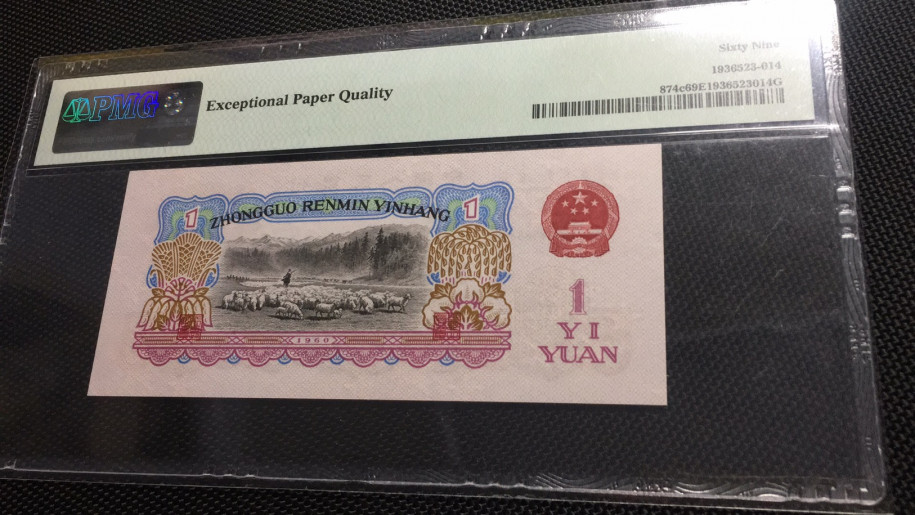 Sixty Nine
1936523-014
874c69E1936523014G
PMG
Exceptional Paper Quality
1
ZHONGGUO RENMIN YINHANG
1
1960
1
YI
YUAN